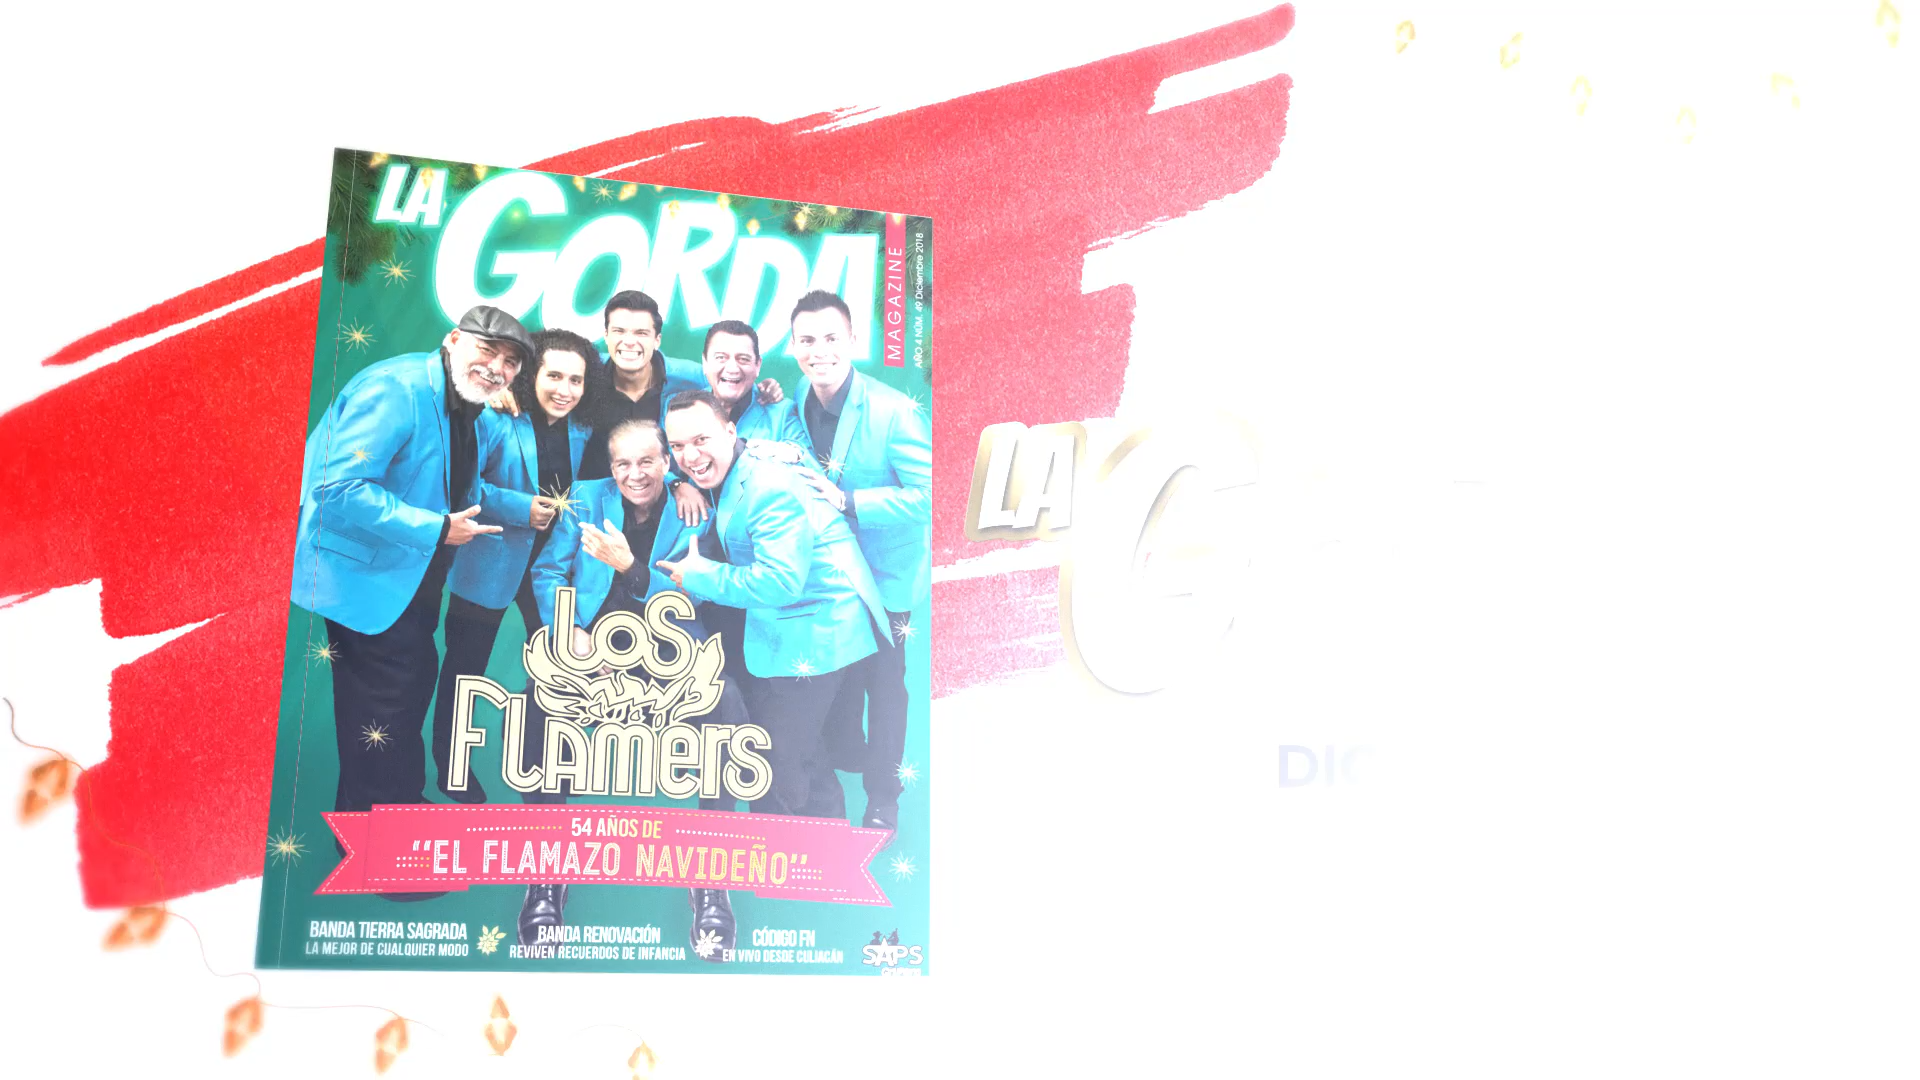 LA GORDA
MAGAZINE
AÑO 4 NÚM. 49 Diciembre 2018
LOS
FLAMERS
54 AÑOS DE
"EL FLAMAZO NAVIDEÑO"
BANDA TIERRA SAGRADA
LA MEJOR DE CUALQUIER MODO
BANDA RENOVACIÓN
REVIVEN RECUERDOS DE INFANCIA
CÓDIGO FN
EN VIVO DESDE CULIACÁN
SAPS
LA G
DIC